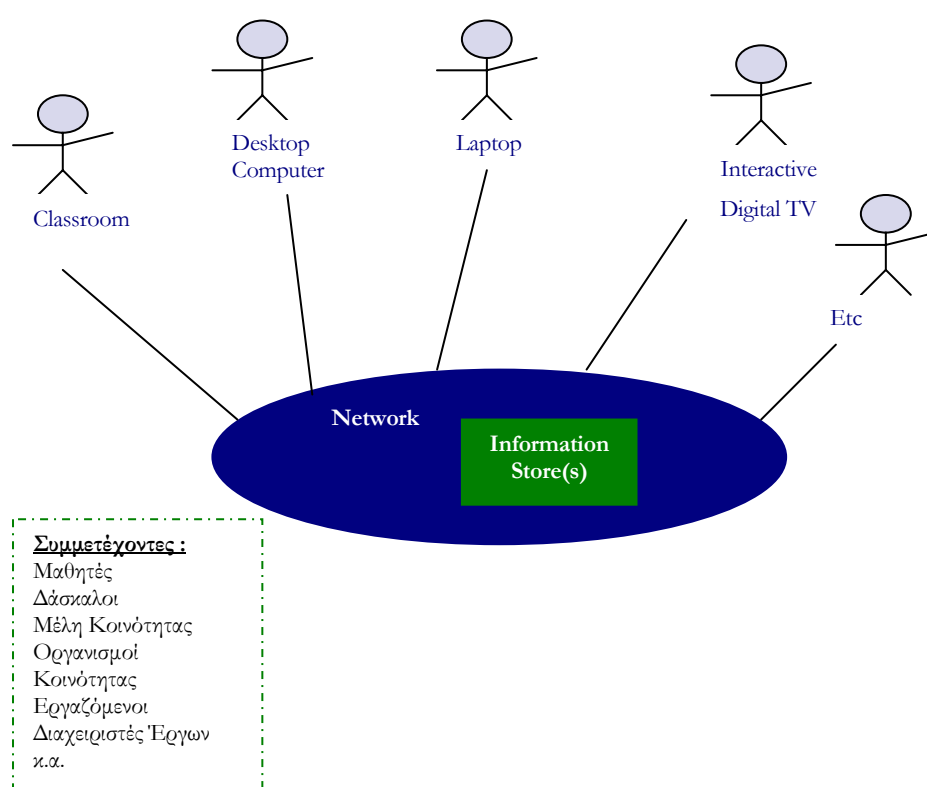 Desktop
Computer
Laptop
Interactive
Digital TV
Classroom
Etc
Network
Information
Store(s)
Συμμετέχοντες :
Μαθητές
Δάσκαλοι
Μέλη Κοινότητας
Οργανισμοί
Κοινότητας
Εργαζόμενοι
Διαχειριστές Έργων
κ.α.